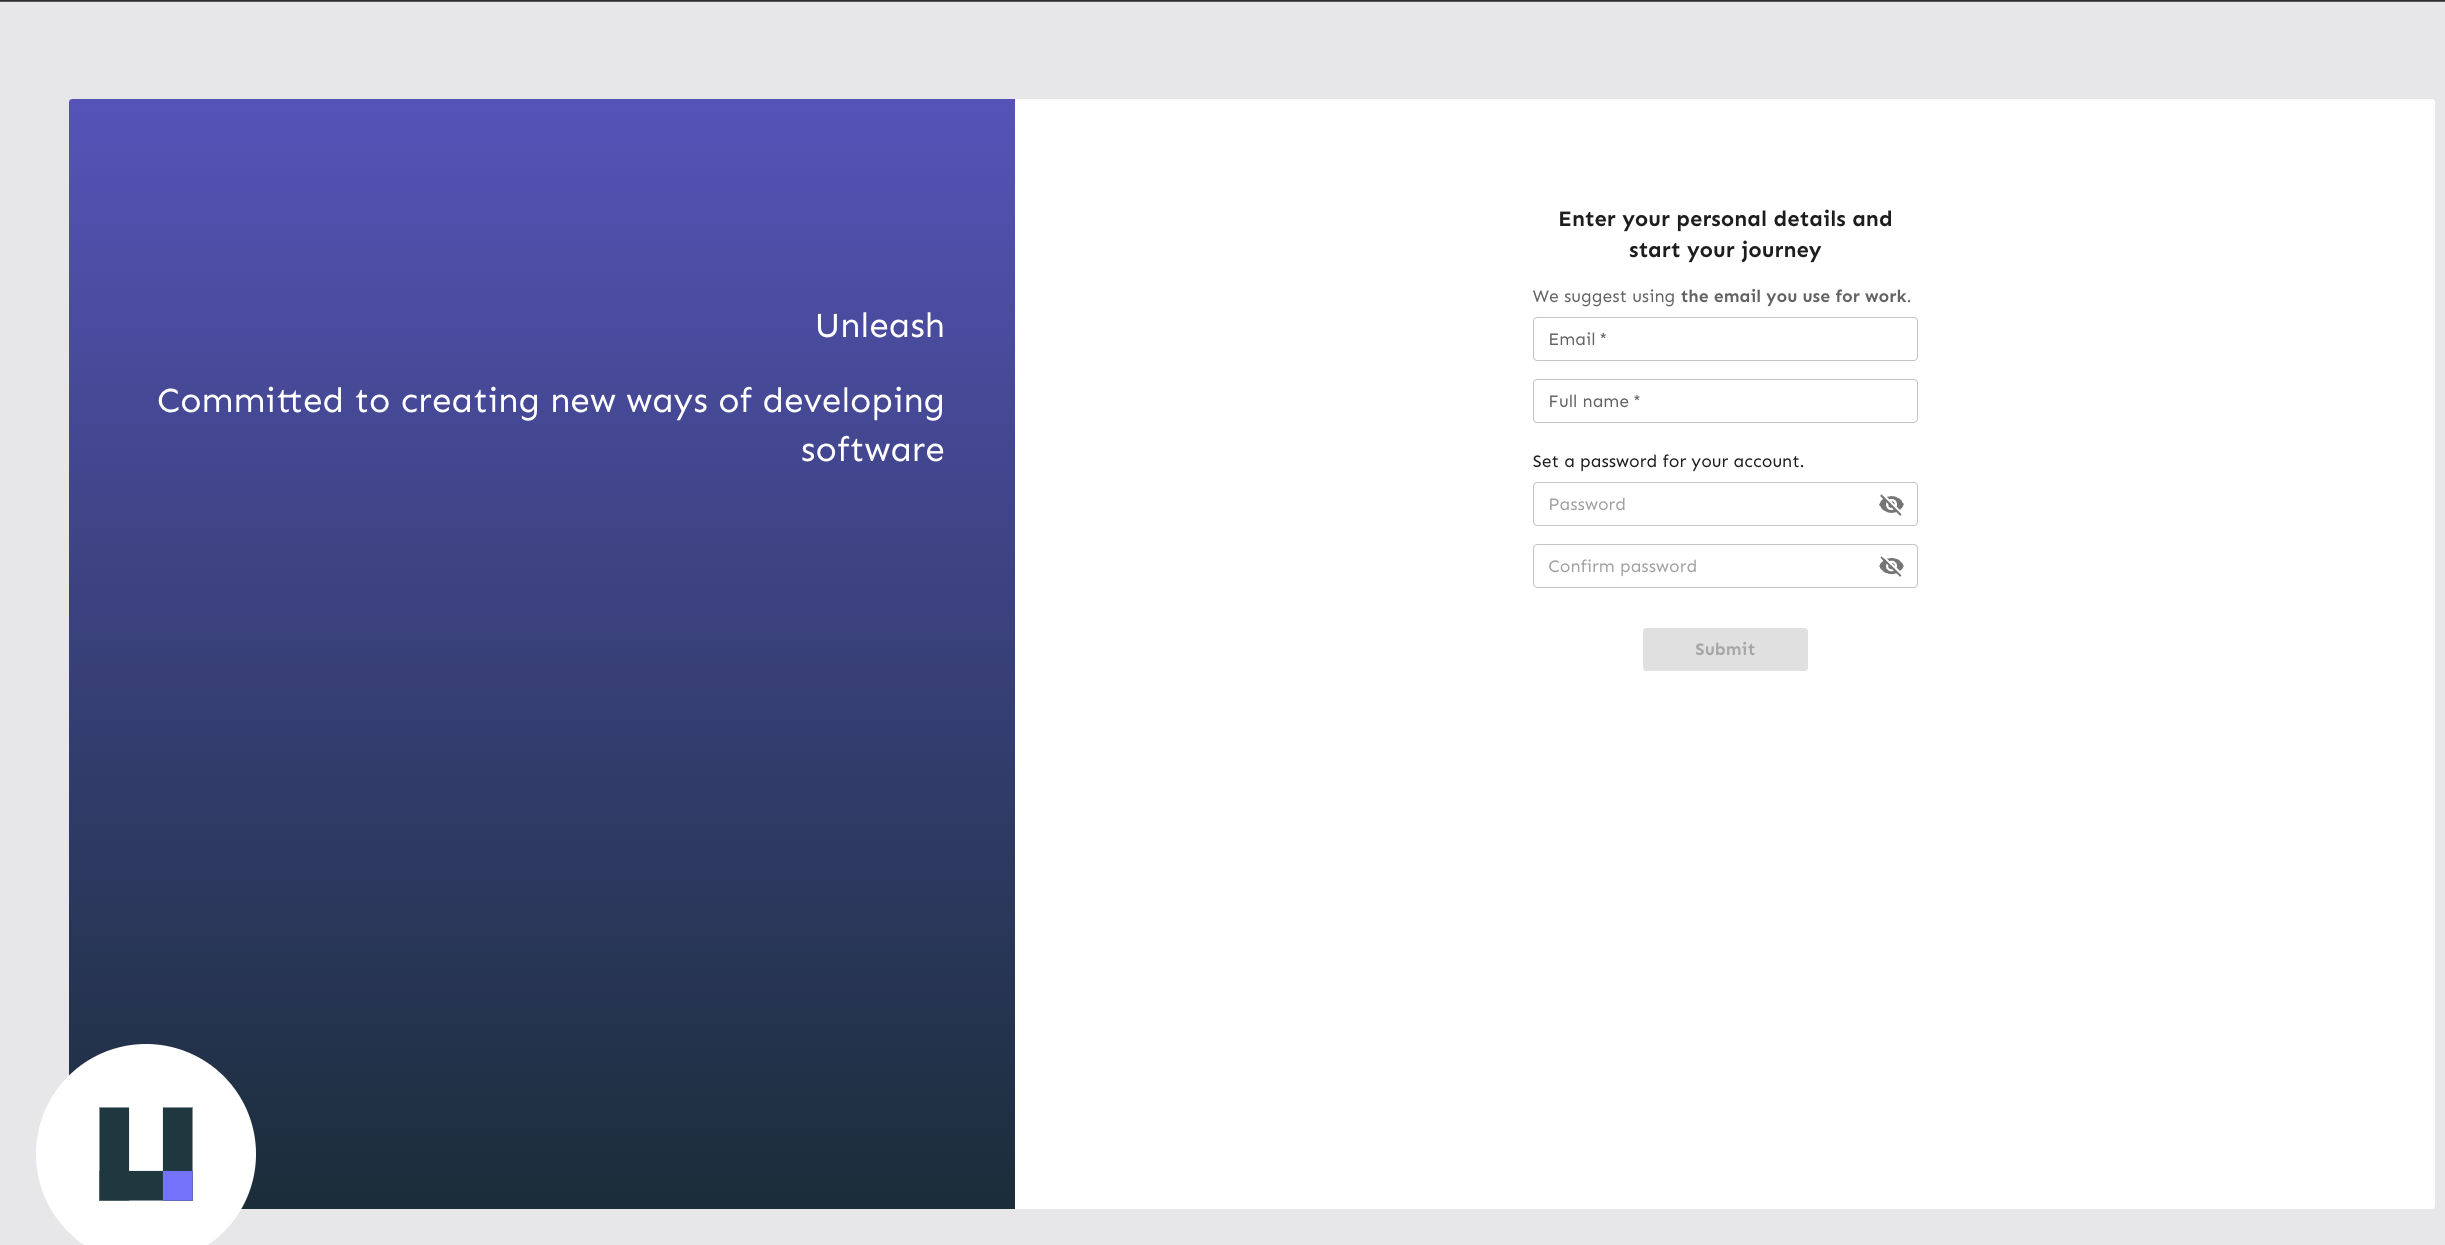 Unleash
Committed to creating new ways of developing
software
Enter your personal details and
start your journey
We suggest using the email you use for work.
Email *
Full name *
Set a password for your account.
Password
Confirm password
Submit